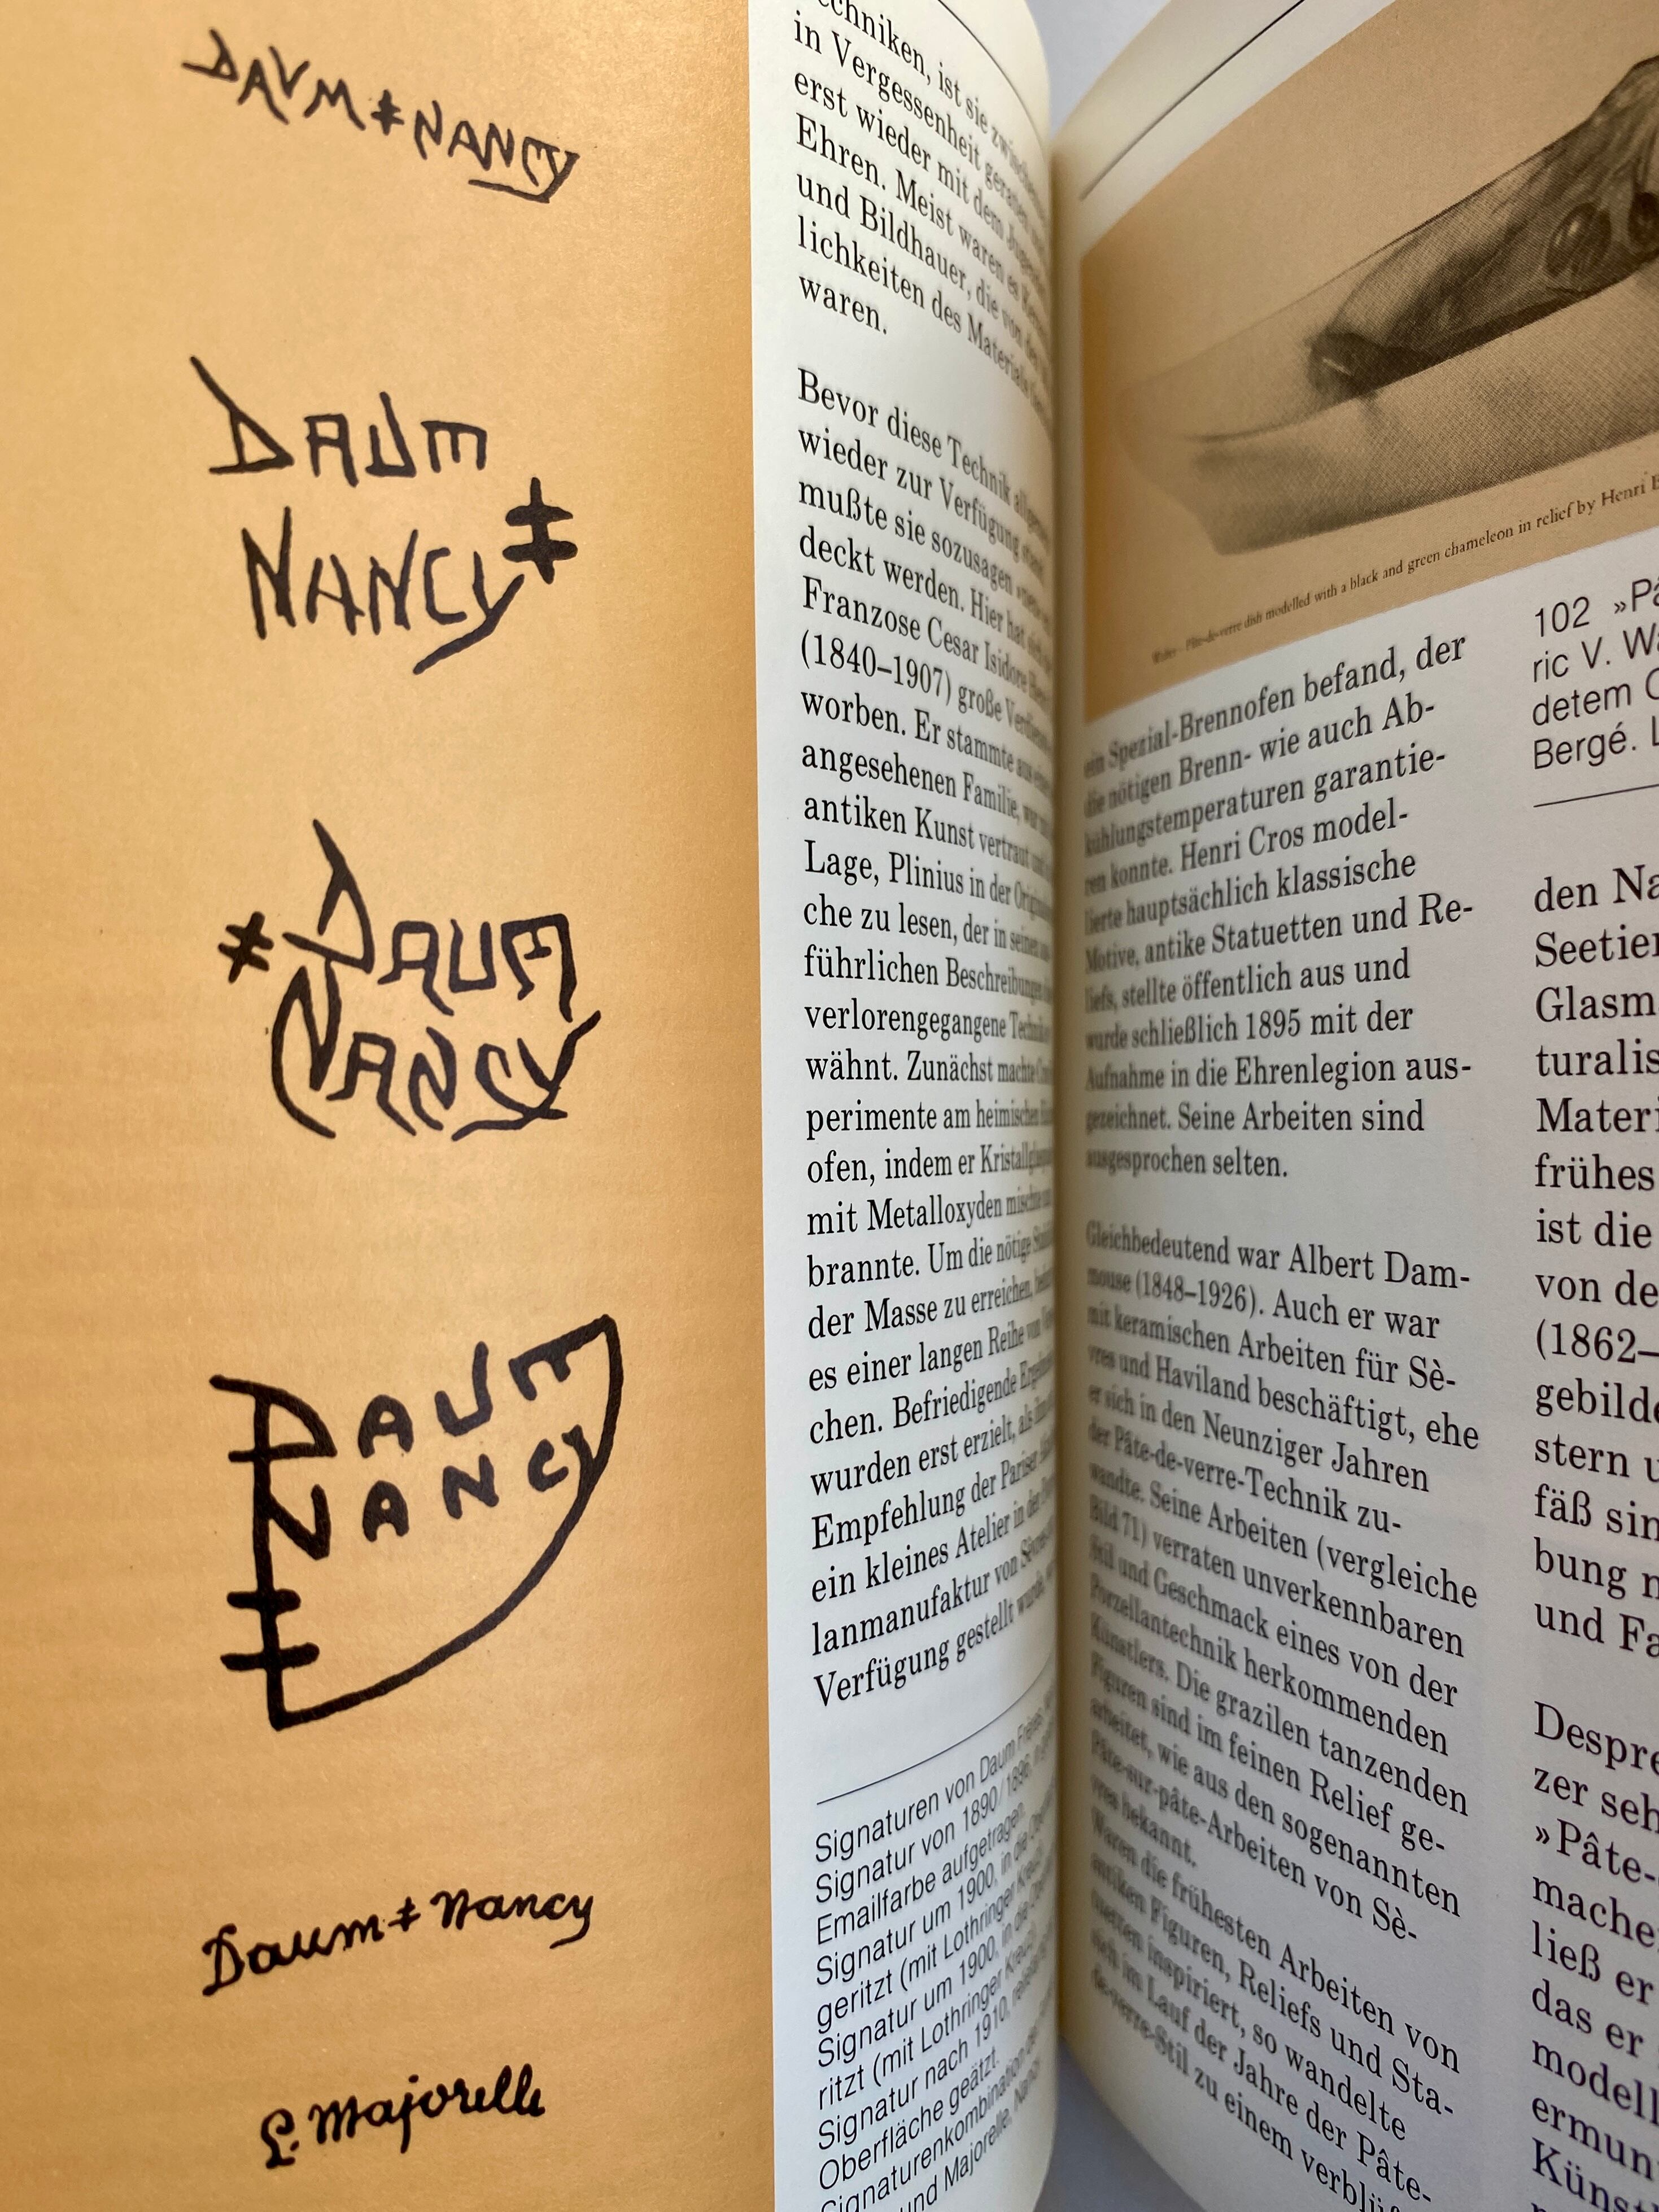 DAUM ‡ NANCY
DAUM
NANCY ‡
‡ DAUM
NANCY
DAUM
NANCY
‡
Daum ‡ Nancy
L. Majorelle
echniken, ist sie
in Vergessenheit geraten
erst wieder mit dem
Ehren. Meist waren es
und Bildhauer, die von den
lichkeiten des Materials
waren.
Bevor diese Technik
wieder zur Verfügung stand
mußte sie sozusagen
deckt werden. Hier hat sich
Franzose Cesar Isidore
(1840–1907) große
worben. Er stammte aus
angesehenen Familie, war
antiken Kunst vertraut und
Lage, Plinius in der
che zu lesen, der in seinen
führlichen Beschreibungen
verlorengegangene
wähnt. Zunächst machte
perimente am heimischen
ofen, indem er
mit Metalloxyden mischte
brannte. Um die nötige
der Masse zu erreichen,
es einer langen Reihe von
chen. Befriedigende
wurden erst erzielt, als
Empfehlung der Pariser
ein kleines Atelier in der
lanmanufaktur von
Verfügung gestellt wurde,
Signaturen von Daum Frères,
Signatur von 1890/1896,
Emailfarbe aufgetragen.
Signatur um 1900, in die
geritzt (mit Lothringer Kreuz)
Signatur um 1900, in die
ritzt (mit Lothringer Kreuz)
Signatur nach 1910,
Oberfläche geätzt.
Signaturenkombination
und Majorelle, Nancy
Walter - Pâte-de-verre dish modelled with a black and green chameleon in relief by Henri
ein Spezial-Brennofen befand, der
die nötigen Brenn- wie auch Ab-
kühlungstemperaturen garantie-
ren konnte. Henri Cros model-
lierte hauptsächlich klassische
Motive, antike Statuetten und Re-
liefs, stellte öffentlich aus und
wurde schließlich 1895 mit der
Aufnahme in die Ehrenlegion aus-
gezeichnet. Seine Arbeiten sind
ausgesprochen selten.
Gleichbedeutend war Albert Dam-
mouse (1848–1926). Auch er war
mit keramischen Arbeiten für Sè-
vres und Haviland beschäftigt, ehe
er sich in den Neunziger Jahren
der Pâte-de-verre-Technik zu-
wandte. Seine Arbeiten (vergleiche
Bild 71) verraten unverkennbaren
Stil und Geschmack eines von der
Porzellantechnik herkommenden
Künstlers. Die grazilen tanzenden
Figuren sind im feinen Relief ge-
arbeitet, wie aus den sogenannten
Pâte-sur-pâte-Arbeiten von Sè-
vres bekannt.
Waren die frühesten Arbeiten von
antiken Figuren, Reliefs und Sta-
tuetten inspiriert, so wandelte
sich im Lauf der Jahre der Pâte-
de-verre-Stil zu einem
102 »Pâ
ric V. Wa
detem
Bergé. L
den Na
Seetier
Glasm
turalis
Materi
frühes
ist die
von de
(1862–
gebilde
stern u
fäß sin
bung n
und Fa
Despre
zer seh
»Pâte-
mache
ließ er
das er
modell
ermun
Künst